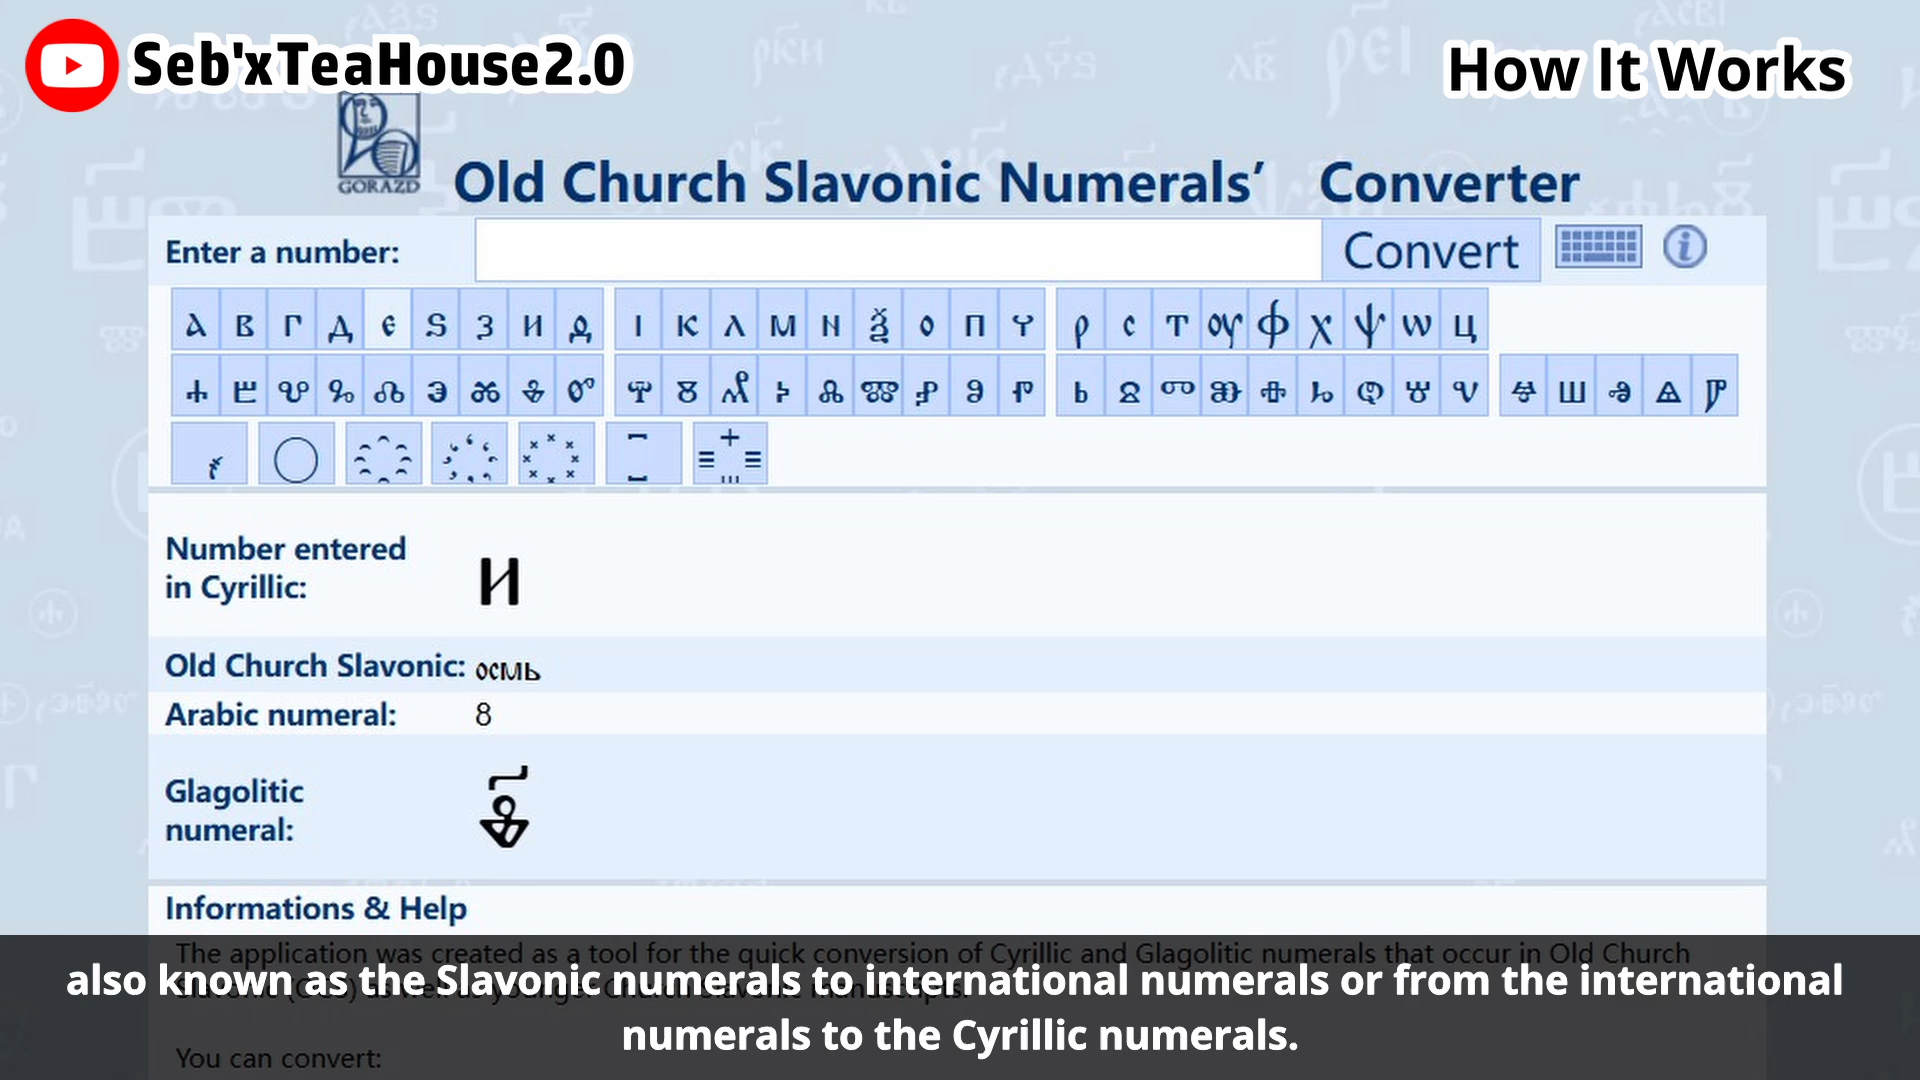 Seb'xTeaHouse2.0
How It Works
GORAZD
Old Church Slavonic Numerals’ Converter
Enter a number:
Convert
А В Г Д Є Ѕ З И Д І К Л М Н Ѯ О П Ү Р С Т Ѹ Ф Х Ѱ Ѡ Ц
Ⰰ Ⰱ Ⰲ Ⰳ Ⰴ Ⰵ Ⰶ Ⰷ Ⰸ Ⰹ Ⰻ Ⰼ Ⰽ Ⰾ Ⰿ Ⱀ Ⱁ Ⱂ Ⱃ Ⱄ Ⱅ Ⱆ Ⱇ Ⱈ Ⱉ Ⱋ Ⱌ Ⱎ
Number entered
in Cyrillic:
И
Old Church Slavonic: осмь
Arabic numeral: 8
Glagolitic
numeral:
Ⰷ҃
Informations & Help
The application was created as a tool for the quick conversion of Cyrillic and Glagolitic numerals that occur in Old Church
also known as the Slavonic numerals to international numerals or from the international
numerals to the Cyrillic numerals.
You can convert: